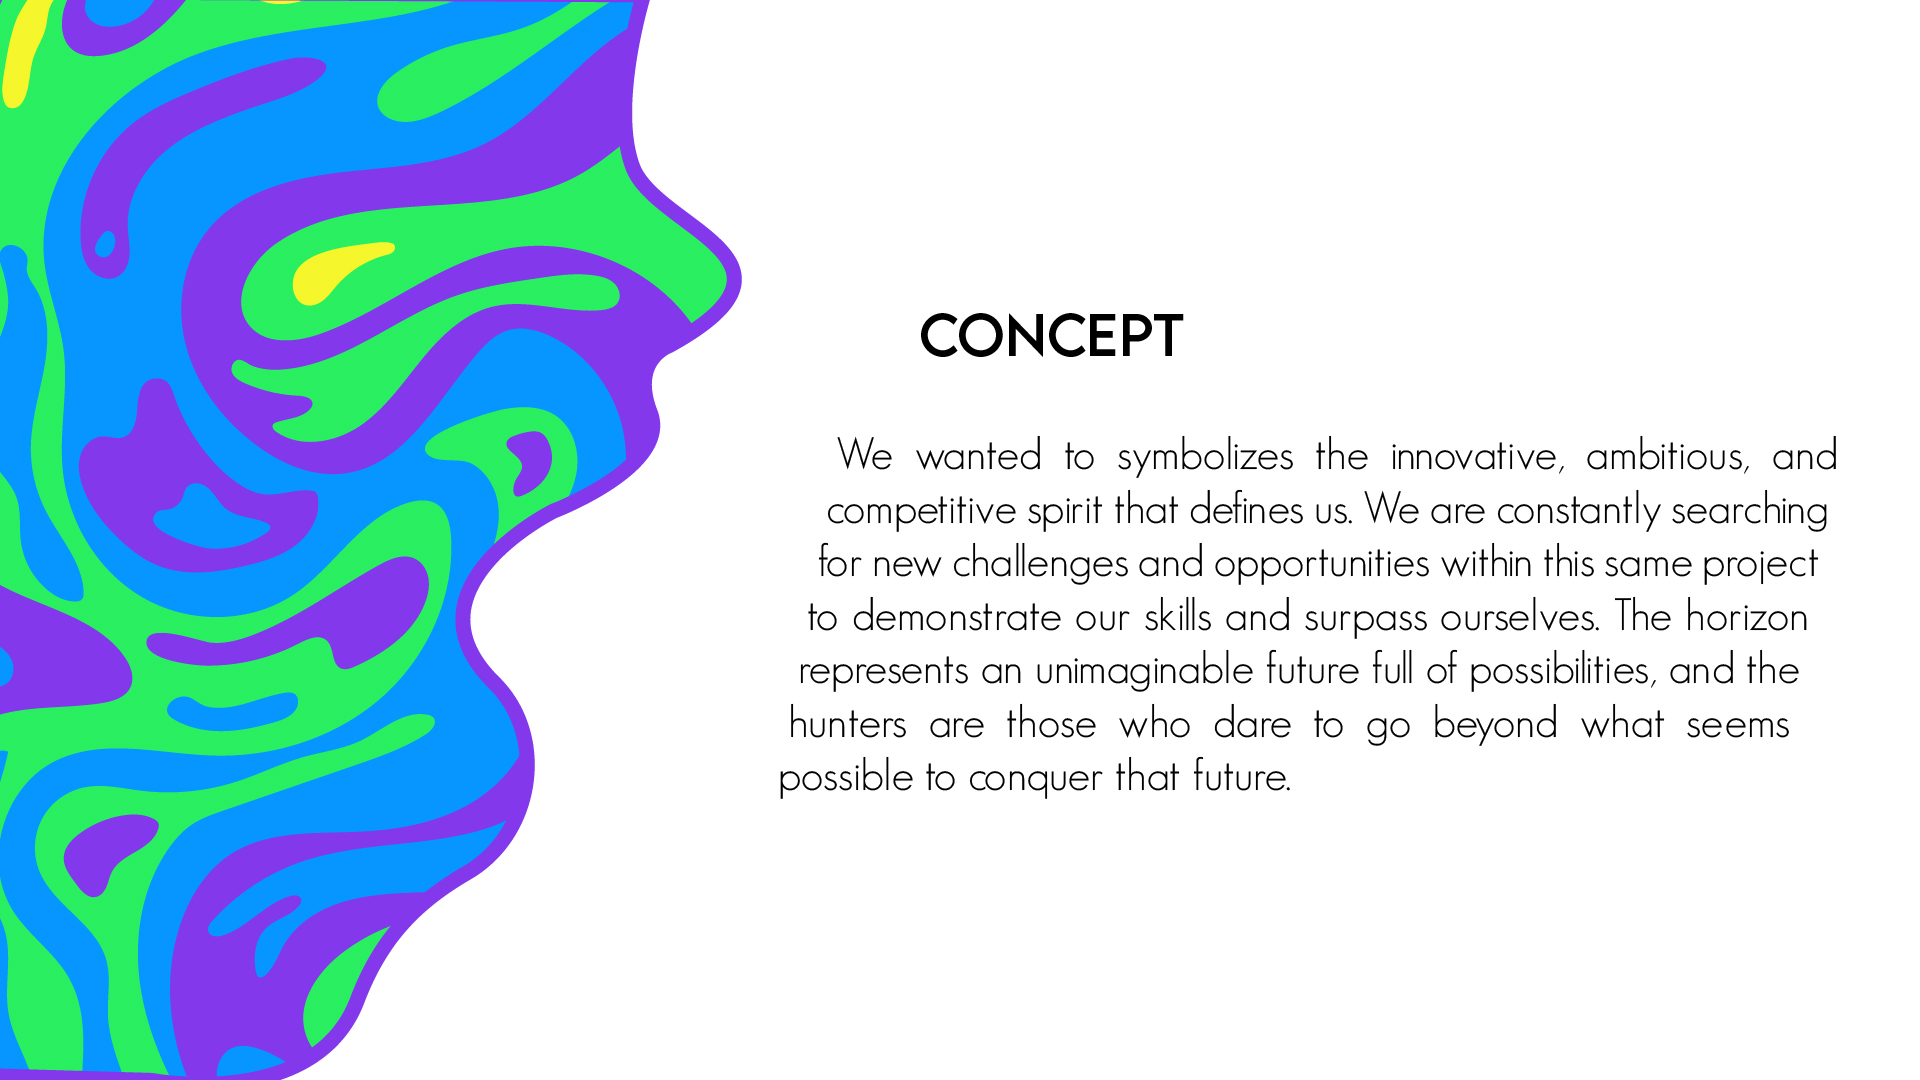 CONCEPT
We wanted to symbolizes the innovative, ambitious, and
competitive spirit that defines us. We are constantly searching
for new challenges and opportunities within this same project
to demonstrate our skills and surpass ourselves. The horizon
represents an unimaginable future full of possibilities, and the
hunters are those who dare to go beyond what seems
possible to conquer that future.